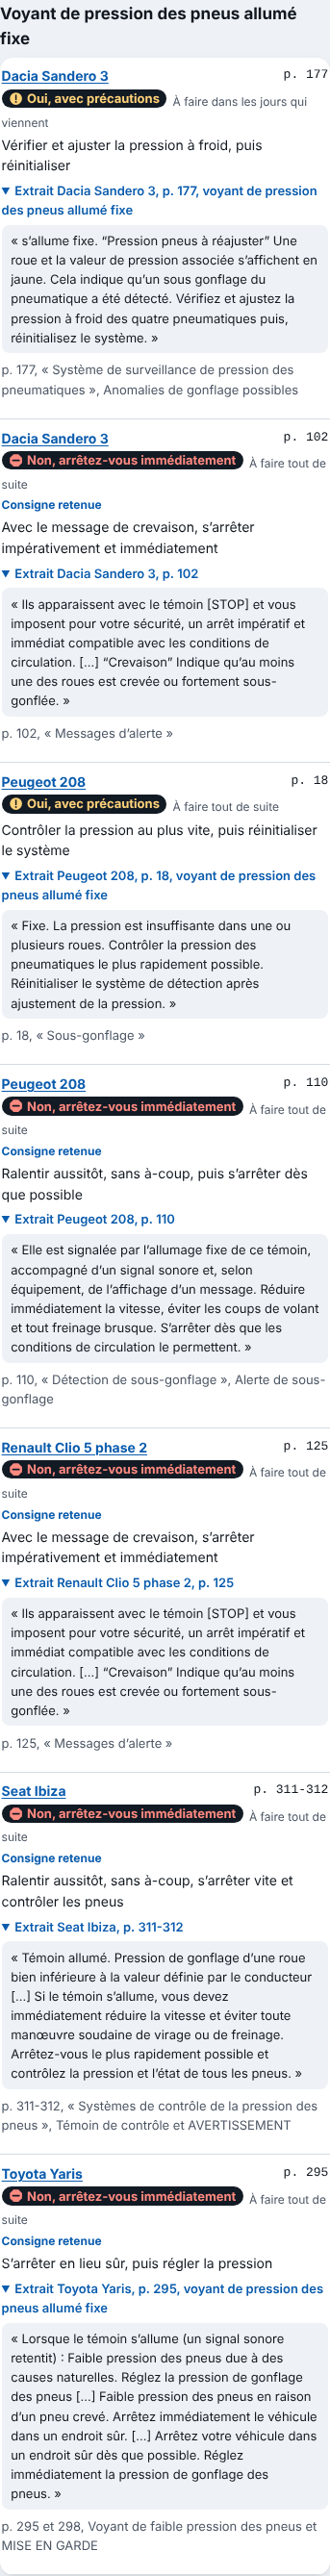 Voyant de pression des pneus allumé
fixe
Dacia Sandero 3 p. 177
Oui, avec précautions À faire dans les jours qui
viennent
Vérifier et ajuster la pression à froid, puis
réinitialiser
▼ Extrait Dacia Sandero 3, p. 177, voyant de pression
des pneus allumé fixe
« s’allume fixe. “Pression pneus à réajuster” Une
roue et la valeur de pression associée s’affichent en
jaune. Cela indique qu’un sous gonflage du
pneumatique a été détecté. Vérifiez et ajustez la
pression à froid des quatre pneumatiques puis,
réinitialisez le système. »
p. 177, « Système de surveillance de pression des
pneumatiques », Anomalies de gonflage possibles
Dacia Sandero 3 p. 102
Non, arrêtez-vous immédiatement À faire tout de
suite
Consigne retenue
Avec le message de crevaison, s’arrêter
impérativement et immédiatement
▼ Extrait Dacia Sandero 3, p. 102
« Ils apparaissent avec le témoin [STOP] et vous
imposent pour votre sécurité, un arrêt impératif et
immédiat compatible avec les conditions de
circulation. [...] “Crevaison” Indique qu’au moins
une des roues est crevée ou fortement sous-
gonflée. »
p. 102, « Messages d’alerte »
Peugeot 208 p. 18
Oui, avec précautions À faire tout de suite
Contrôler la pression au plus vite, puis réinitialiser
le système
▼ Extrait Peugeot 208, p. 18, voyant de pression des
pneus allumé fixe
« Fixe. La pression est insuffisante dans une ou
plusieurs roues. Contrôler la pression des
pneumatiques le plus rapidement possible.
Réinitialiser le système de détection après
ajustement de la pression. »
p. 18, « Sous-gonflage »
Peugeot 208 p. 110
Non, arrêtez-vous immédiatement À faire tout de
suite
Consigne retenue
Ralentir aussitôt, sans à-coup, puis s’arrêter dès
que possible
▼ Extrait Peugeot 208, p. 110
« Elle est signalée par l’allumage fixe de ce témoin,
accompagné d’un signal sonore et, selon
équipement, de l’affichage d’un message. Réduire
immédiatement la vitesse, éviter les coups de volant
et tout freinage brusque. S’arrêter dès que les
conditions de circulation le permettent. »
p. 110, « Détection de sous-gonflage », Alerte de sous-
gonflage
Renault Clio 5 phase 2 p. 125
Non, arrêtez-vous immédiatement À faire tout de
suite
Consigne retenue
Avec le message de crevaison, s’arrêter
impérativement et immédiatement
▼ Extrait Renault Clio 5 phase 2, p. 125
« Ils apparaissent avec le témoin [STOP] et vous
imposent pour votre sécurité, un arrêt impératif et
immédiat compatible avec les conditions de
circulation. [...] “Crevaison” Indique qu’au moins
une des roues est crevée ou fortement sous-
gonflée. »
p. 125, « Messages d’alerte »
Seat Ibiza p. 311-312
Non, arrêtez-vous immédiatement À faire tout de
suite
Consigne retenue
Ralentir aussitôt, sans à-coups, s’arrêter vite et
contrôler les pneus
▼ Extrait Seat Ibiza, p. 311-312
« Témoin allumé. Pression de gonflage d’une roue
bien inférieure à la valeur définie par le conducteur
[...] Si le témoin s’allume, vous devez
immédiatement réduire la vitesse et éviter toute
manœuvre soudaine de virage ou de freinage.
Arrêtez-vous le plus rapidement possible et
contrôlez la pression et l’état de tous les pneus. »
p. 311-312, « Systèmes de contrôle de la pression des
pneus », Témoin de contrôle et AVERTISSEMENT
Toyota Yaris p. 295
Non, arrêtez-vous immédiatement À faire tout de
suite
Consigne retenue
S’arrêter en lieu sûr, puis régler la pression
▼ Extrait Toyota Yaris, p. 295, voyant de pression des
pneus allumé fixe
« Lorsque le témoin s’allume (un signal sonore
retentit) : Faible pression des pneus due à des
causes naturelles. Réglez la pression de gonflage
des pneus [...] Faible pression des pneus en raison
d’un pneu crevé. Arrêtez immédiatement le véhicule
dans un endroit sûr. [...] Arrêtez votre véhicule dans
un endroit sûr dès que possible. Réglez
immédiatement la pression de gonflage des
pneus. »
p. 295 et 298, Voyant de faible pression des pneus et
MISE EN GARDE